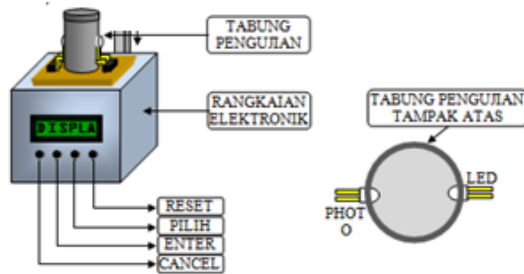 TABUNG
PENGUJIAN
RANGKAIAN
ELEKTRONIK
DISPLA
RESET
PILIH
ENTER
CANCEL
TABUNG PENGUJIAN
TAMPAK ATAS
LED
PHOT
O